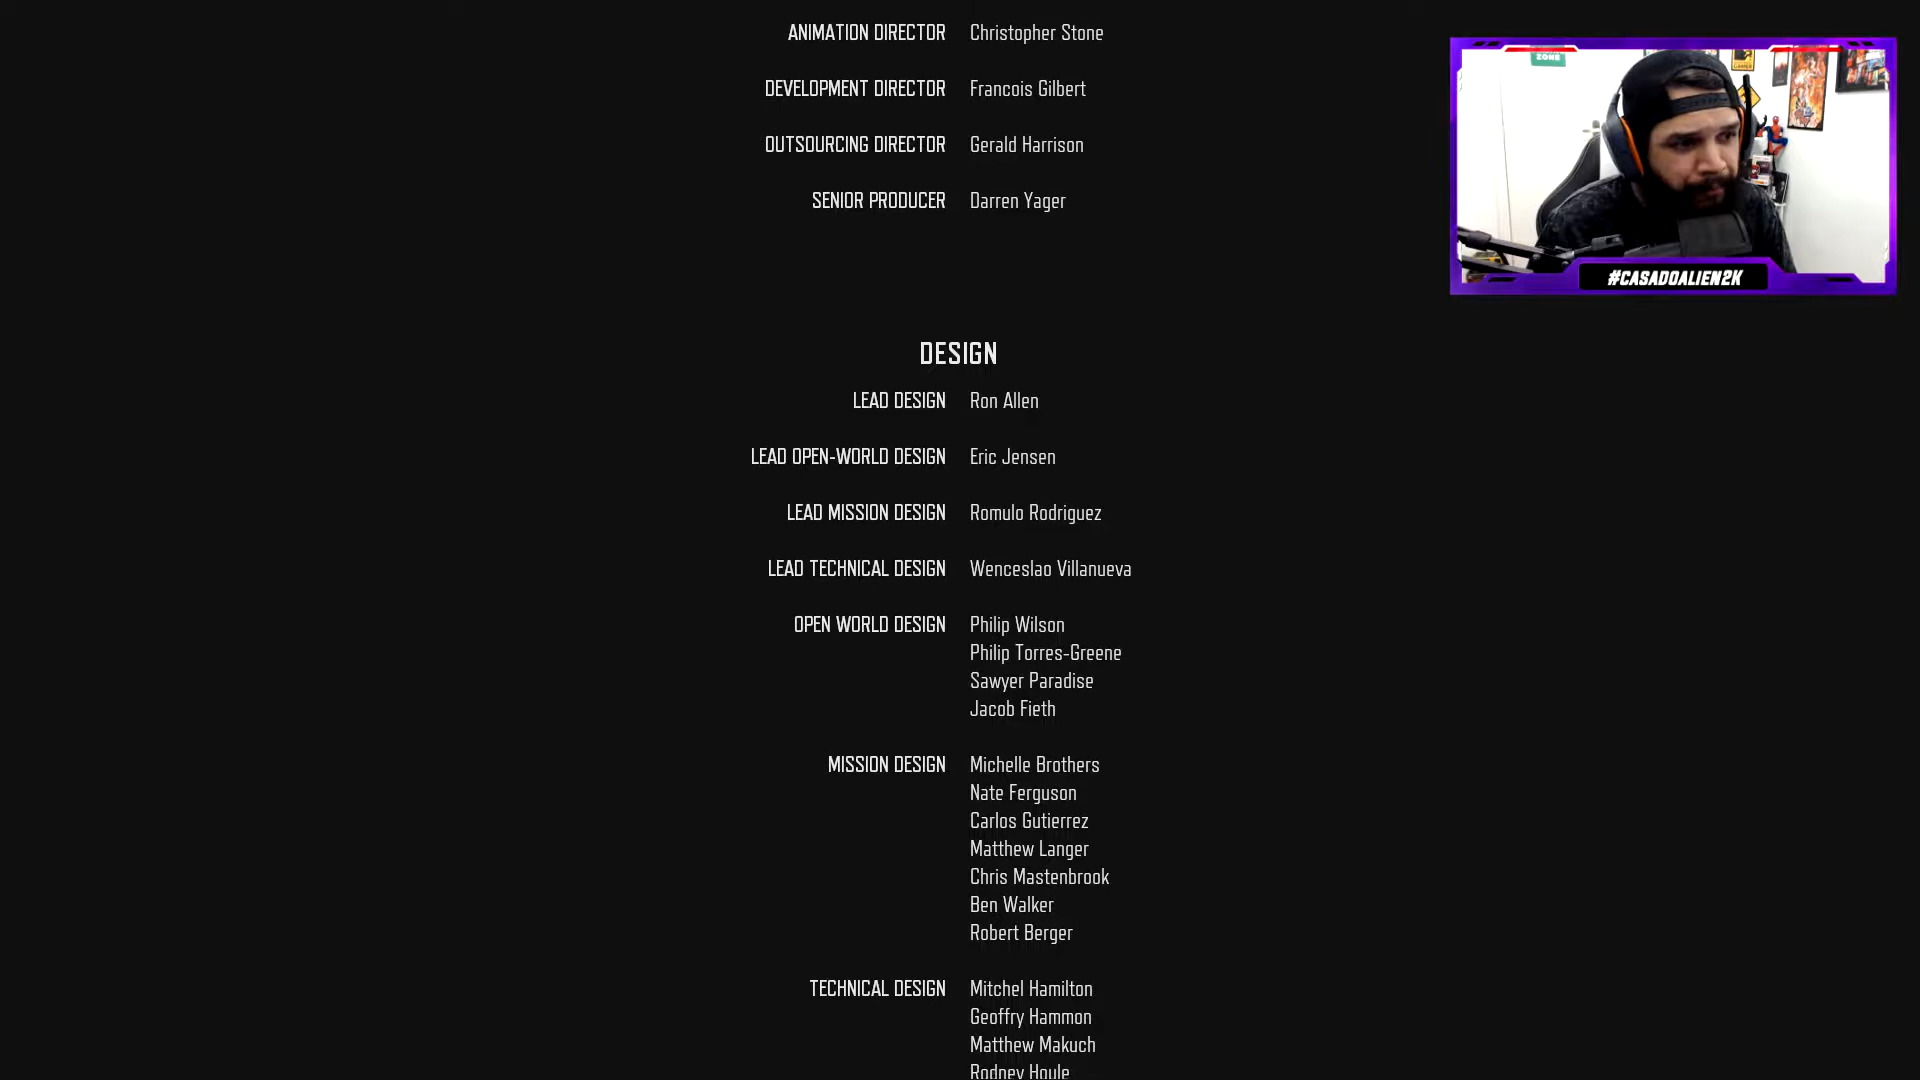 ANIMATION DIRECTOR Christopher Stone
DEVELOPMENT DIRECTOR Francois Gilbert
OUTSOURCING DIRECTOR Gerald Harrison
SENIOR PRODUCER Darren Yager
ZONE
#CASADOALIEN2K
DESIGN
LEAD DESIGN Ron Allen
LEAD OPEN-WORLD DESIGN Eric Jensen
LEAD MISSION DESIGN Romulo Rodriguez
LEAD TECHNICAL DESIGN Wenceslao Villanueva
OPEN WORLD DESIGN Philip Wilson
Philip Torres-Greene
Sawyer Paradise
Jacob Fieth
MISSION DESIGN Michelle Brothers
Nate Ferguson
Carlos Gutierrez
Matthew Langer
Chris Mastenbrook
Ben Walker
Robert Berger
TECHNICAL DESIGN Mitchel Hamilton
Geoffry Hammon
Matthew Makuch
Rodney Houle